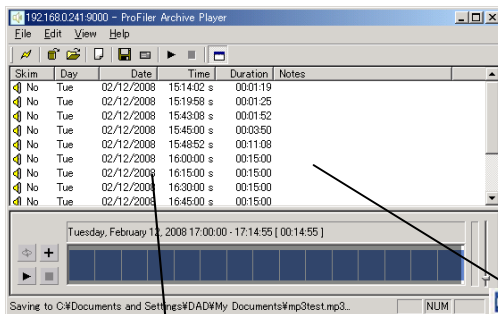 192.168.0.241:9000 - ProFiler Archive Player
File Edit View Help
Skim Day Date Time Duration Notes
No Tue 02/12/2008 15:14:02 s 00:01:19
No Tue 02/12/2008 15:19:58 s 00:01:25
No Tue 02/12/2008 15:43:08 s 00:01:52
No Tue 02/12/2008 15:45:00 s 00:03:50
No Tue 02/12/2008 15:48:52 s 00:11:08
No Tue 02/12/2008 16:00:00 s 00:15:00
No Tue 02/12/2008 16:15:00 s 00:15:00
No Tue 02/12/2008 16:30:00 s 00:15:00
No Tue 02/12/2008 16:45:00 s 00:15:00
Tuesday, February 12, 2008 17:00:00 - 17:14:55 [ 00:14:55 ]
Saving to C:¥Documents and Settings¥DAD¥My Documents¥mp3test.mp3... NUM